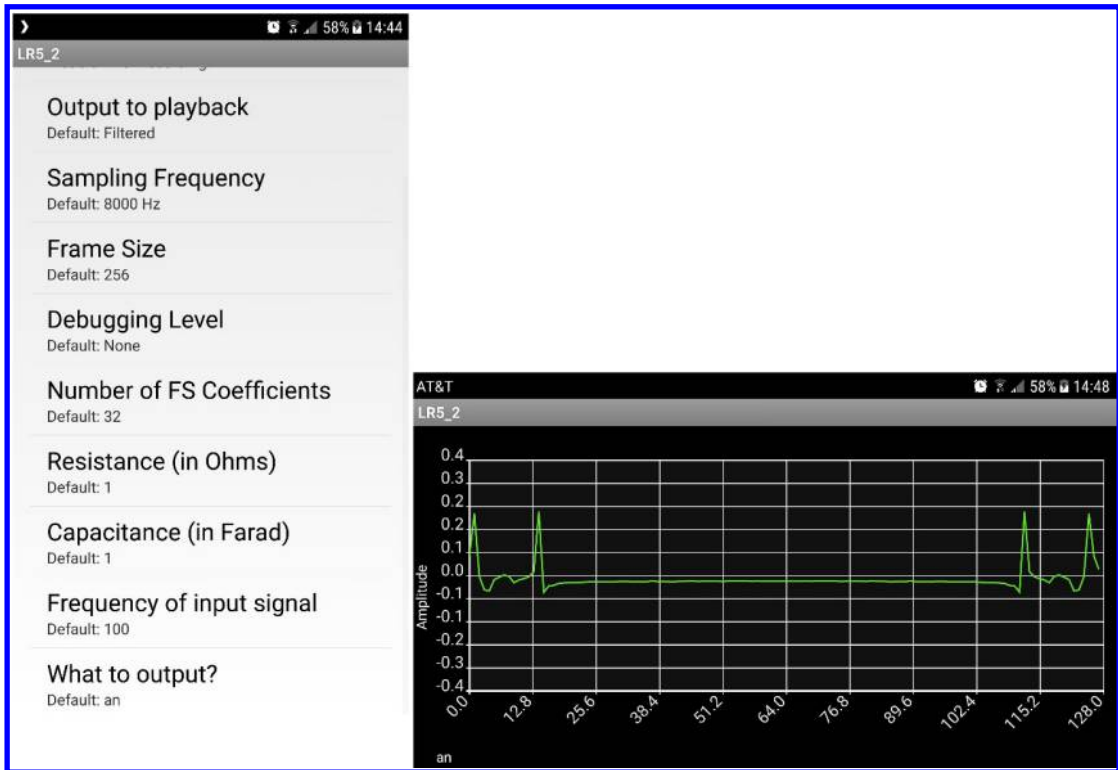 58% 14:44
LR5_2
Output to playback
Default: Filtered
Sampling Frequency
Default: 8000 Hz
Frame Size
Default: 256
Debugging Level
Default: None
Number of FS Coefficients
Default: 32
Resistance (in Ohms)
Default: 1
Capacitance (in Farad)
Default: 1
Frequency of input signal
Default: 100
What to output?
Default: an
AT&T 58% 14:48
LR5_2
0.4
0.3
0.2
0.2
0.1
0.0
-0.0
-0.1
-0.2
-0.3
-0.4
Amplitude
0.0 12.8 25.6 38.4 51.2 64.0 76.8 89.6 102.4 115.2 128.0
an